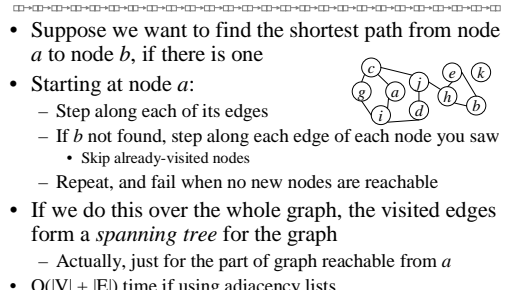 • Suppose we want to find the shortest path from node
a to node b, if there is one
• Starting at node a:
– Step along each of its edges
– If b not found, step along each edge of each node you saw
• Skip already-visited nodes
– Repeat, and fail when no new nodes are reachable
c
j
e
k
g
a
h
b
i
d
• If we do this over the whole graph, the visited edges
form a spanning tree for the graph
– Actually, just for the part of graph reachable from a
• O(|V| + |E|) time if using adjacency lists